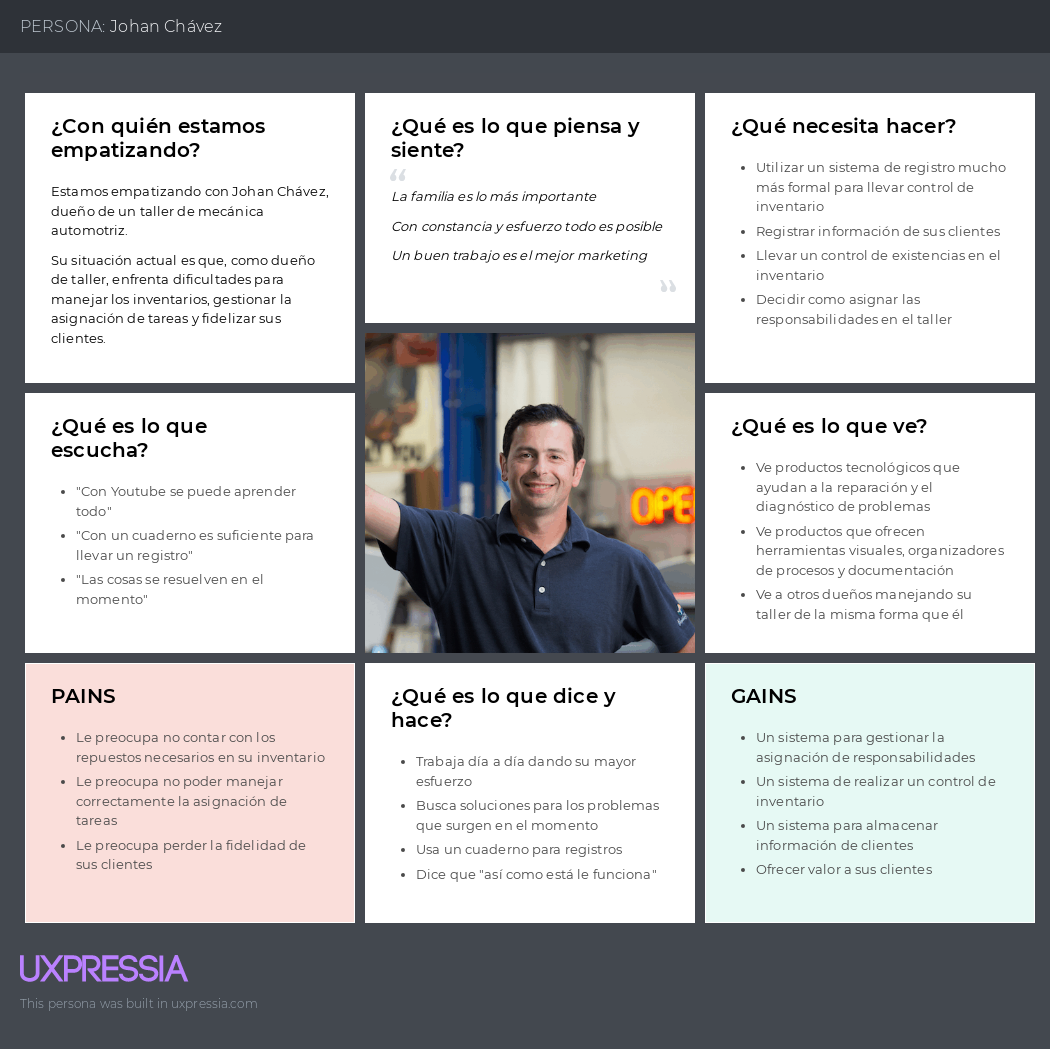 PERSONA: Johan Chávez
¿Con quién estamos
empatizando?
Estamos empatizando con Johan Chávez,
dueño de un taller de mecánica
automotriz.
Su situación actual es que, como dueño
de taller, enfrenta dificultades para
manejar los inventarios, gestionar la
asignación de tareas y fidelizar sus
clientes.
¿Qué es lo que piensa y
siente?
“
La familia es lo más importante
Con constancia y esfuerzo todo es posible
Un buen trabajo es el mejor marketing
”
¿Qué necesita hacer?
• Utilizar un sistema de registro mucho
más formal para llevar control de
inventario
• Registrar información de sus clientes
• Llevar un control de existencias en el
inventario
• Decidir como asignar las
responsabilidades en el taller
¿Qué es lo que
escucha?
• "Con Youtube se puede aprender
todo"
• "Con un cuaderno es suficiente para
llevar un registro"
• "Las cosas se resuelven en el
momento"
OPE
¿Qué es lo que ve?
• Ve productos tecnológicos que
ayudan a la reparación y el
diagnóstico de problemas
• Ve productos que ofrecen
herramientas visuales, organizadores
de procesos y documentación
• Ve a otros dueños manejando su
taller de la misma forma que él
PAINS
• Le preocupa no contar con los
repuestos necesarios en su inventario
• Le preocupa no poder manejar
correctamente la asignación de
tareas
• Le preocupa perder la fidelidad de
sus clientes
¿Qué es lo que dice y
hace?
• Trabaja día a día dando su mayor
esfuerzo
• Busca soluciones para los problemas
que surgen en el momento
• Usa un cuaderno para registros
• Dice que "así como está le funciona"
GAINS
• Un sistema para gestionar la
asignación de responsabilidades
• Un sistema de realizar un control de
inventario
• Un sistema para almacenar
información de clientes
• Ofrecer valor a sus clientes
UXPRESSIA
This persona was built in uxpressia.com